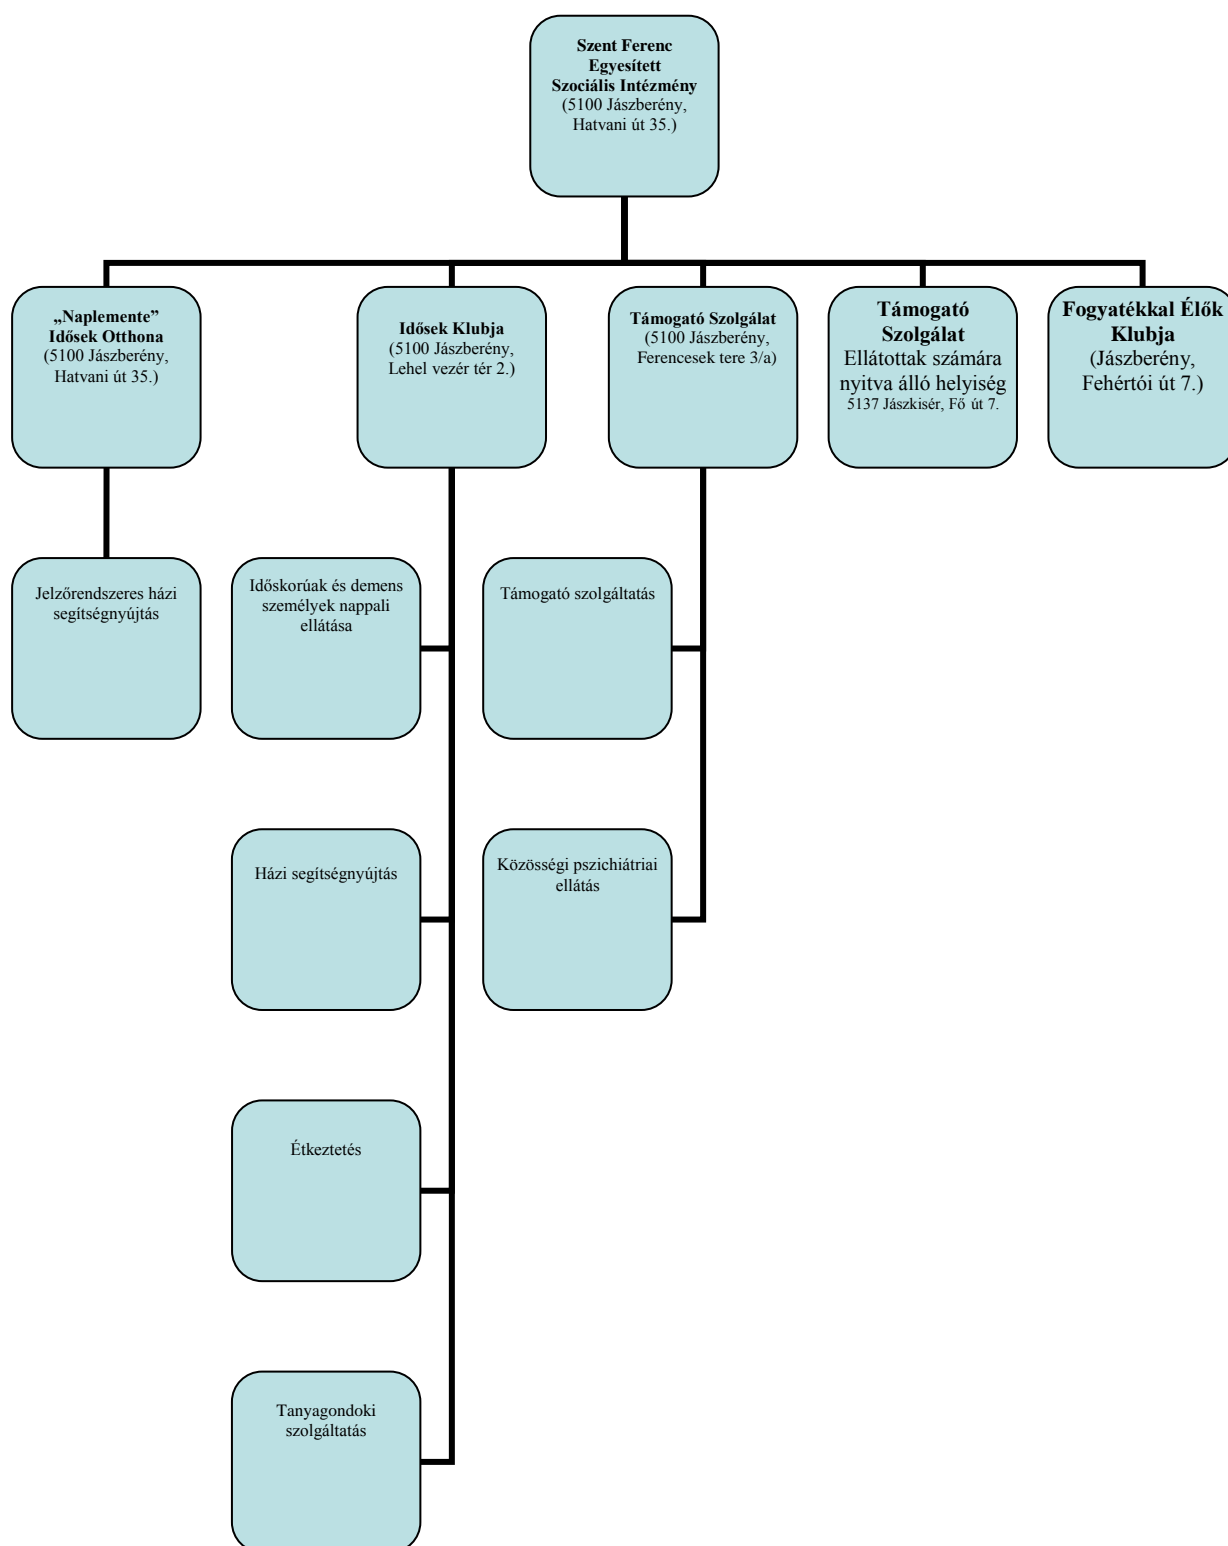 Szent Ferenc
Egyesített
Szociális Intézmény
(5100 Jászberény,
Hatvani út 35.)
„Naplemente”
Idősek Otthona
(5100 Jászberény,
Hatvani út 35.)
Idősek Klubja
(5100 Jászberény,
Lehel vezér tér 2.)
Támogató Szolgálat
(5100 Jászberény,
Ferencesek tere 3/a)
Támogató
Szolgálat
Ellátottak számára
nyitva álló helyiség
5137 Jászkisér, Fő út 7.
Fogyatékkal Élők
Klubja
(Jászberény,
Fehértói út 7.)
Jelzőrendszeres házi
segítségnyújtás
Időskorúak és demens
személyek nappali
ellátása
Támogató szolgáltatás
Házi segítségnyújtás
Közösségi pszichiátriai
ellátás
Étkeztetés
Tanyagondoki
szolgáltatás